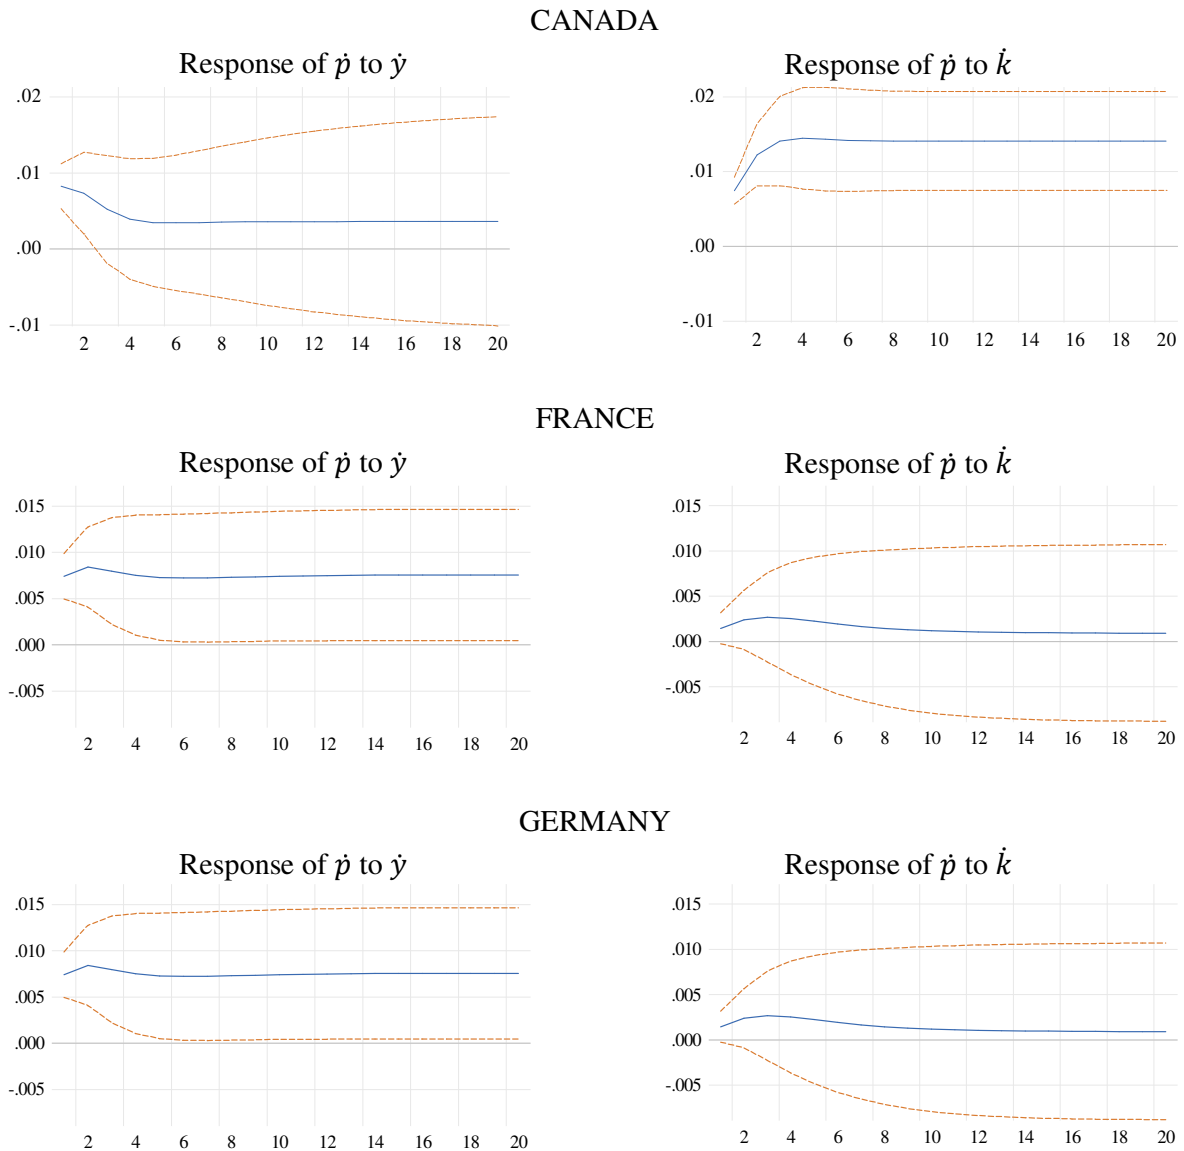 CANADA
Response of ṗ to ẏ
Response of ṗ to k̇
.02
.01
.00
-.01
2 4 6 8 10 12 14 16 18 20
.02
.01
.00
-.01
2 4 6 8 10 12 14 16 18 20
FRANCE
Response of ṗ to ẏ
Response of ṗ to k̇
.015
.010
.005
.000
-.005
2 4 6 8 10 12 14 16 18 20
.015
.010
.005
.000
-.005
2 4 6 8 10 12 14 16 18 20
GERMANY
Response of ṗ to ẏ
Response of ṗ to k̇
.015
.010
.005
.000
-.005
2 4 6 8 10 12 14 16 18 20
.015
.010
.005
.000
-.005
2 4 6 8 10 12 14 16 18 20